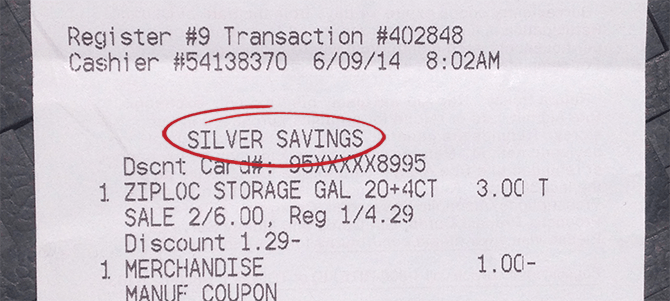 Register #9 Transaction #402848
Cashier #54138370 6/09/14 8:02AM
SILVER SAVINGS
Dscnt Card#: 95XXXXX8995
1 ZIPLOC STORAGE GAL 20+4CT 3.00 T
SALE 2/6.00, Reg 1/4.29
Discount 1.29-
1 MERCHANDISE 1.00-
MANUF COUPON